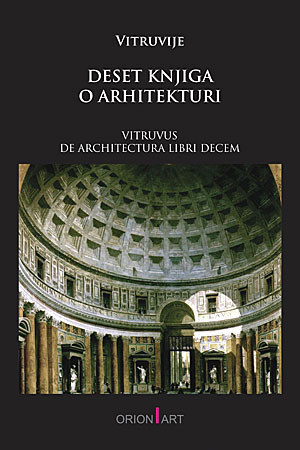 VITRUVIJE
DESET KNJIGA
O ARHITEKTURI
VITRUVUS
DE ARCHITECTURA LIBRI DECEM
ORION ART